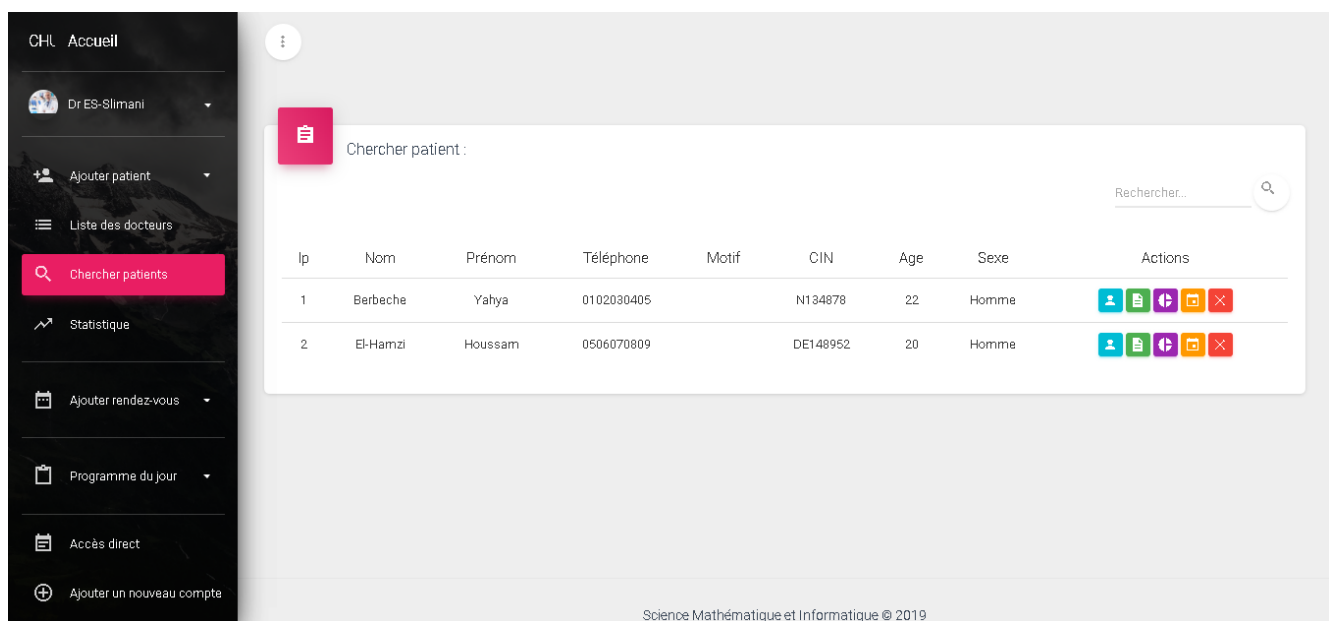 CHU Accueil
Dr ES-Slimani
Ajouter patient
Liste des docteurs
Chercher patients
Statistique
Ajouter rendez-vous
Programme du jour
Accès direct
Ajouter un nouveau compte
Chercher patient :
Rechercher...
Ip Nom Prénom Téléphone Motif CIN Age Sexe Actions
1 Berbeche Yahya 0102030405 N134878 22 Homme
2 El-Hamzi Houssam 0506070809 DE148952 20 Homme
Science Mathématique et Informatique © 2019